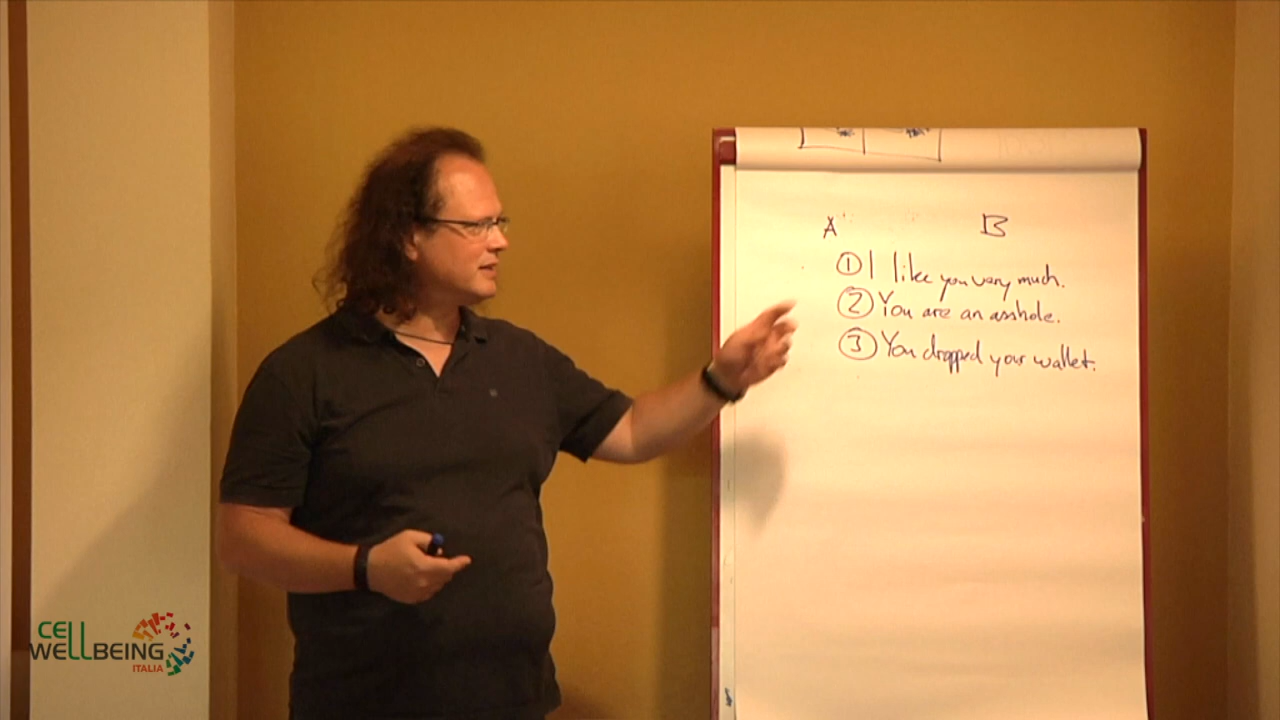 A B
① I like you very much.
② You are an asshole.
③ You dropped your wallet.
CELL
WELLBEING
ITALIA